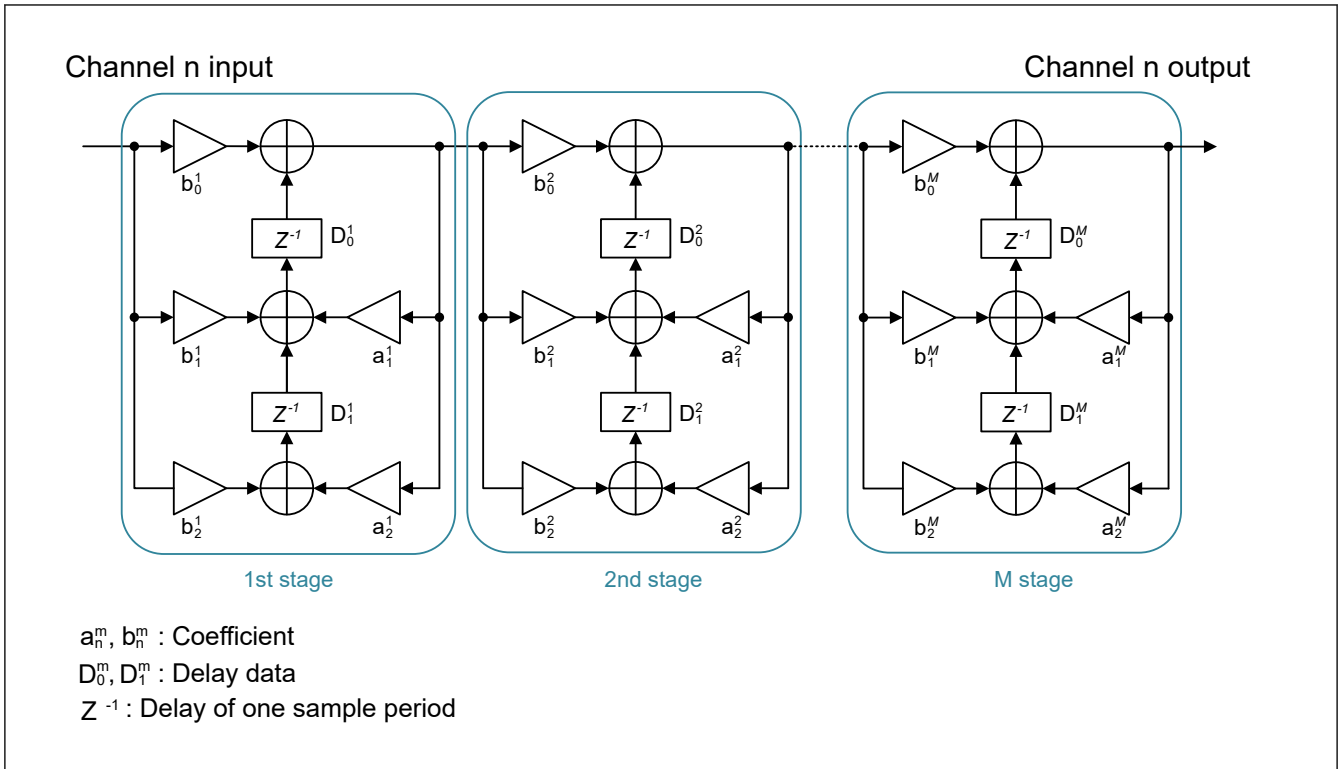 Channel n input
Channel n output
b₀¹
b₀²
b₀ᴹ
Z⁻¹ D₀¹
Z⁻¹ D₀²
Z⁻¹ D₀ᴹ
b₁¹ a₁¹
b₁² a₁²
b₁ᴹ a₁ᴹ
Z⁻¹ D₁¹
Z⁻¹ D₁²
Z⁻¹ D₁ᴹ
b₂¹ a₂¹
b₂² a₂²
b₂ᴹ a₂ᴹ
1st stage
2nd stage
M stage
aₙᵐ, bₙᵐ : Coefficient
D₀ᵐ, D₁ᵐ : Delay data
Z ⁻¹ : Delay of one sample period